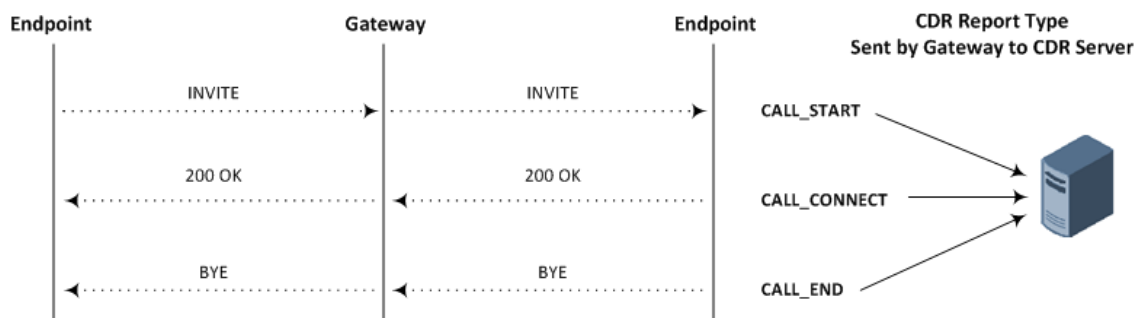 Endpoint
Gateway
Endpoint
CDR Report Type
Sent by Gateway to CDR Server
INVITE
INVITE
CALL_START
200 OK
200 OK
CALL_CONNECT
BYE
BYE
CALL_END